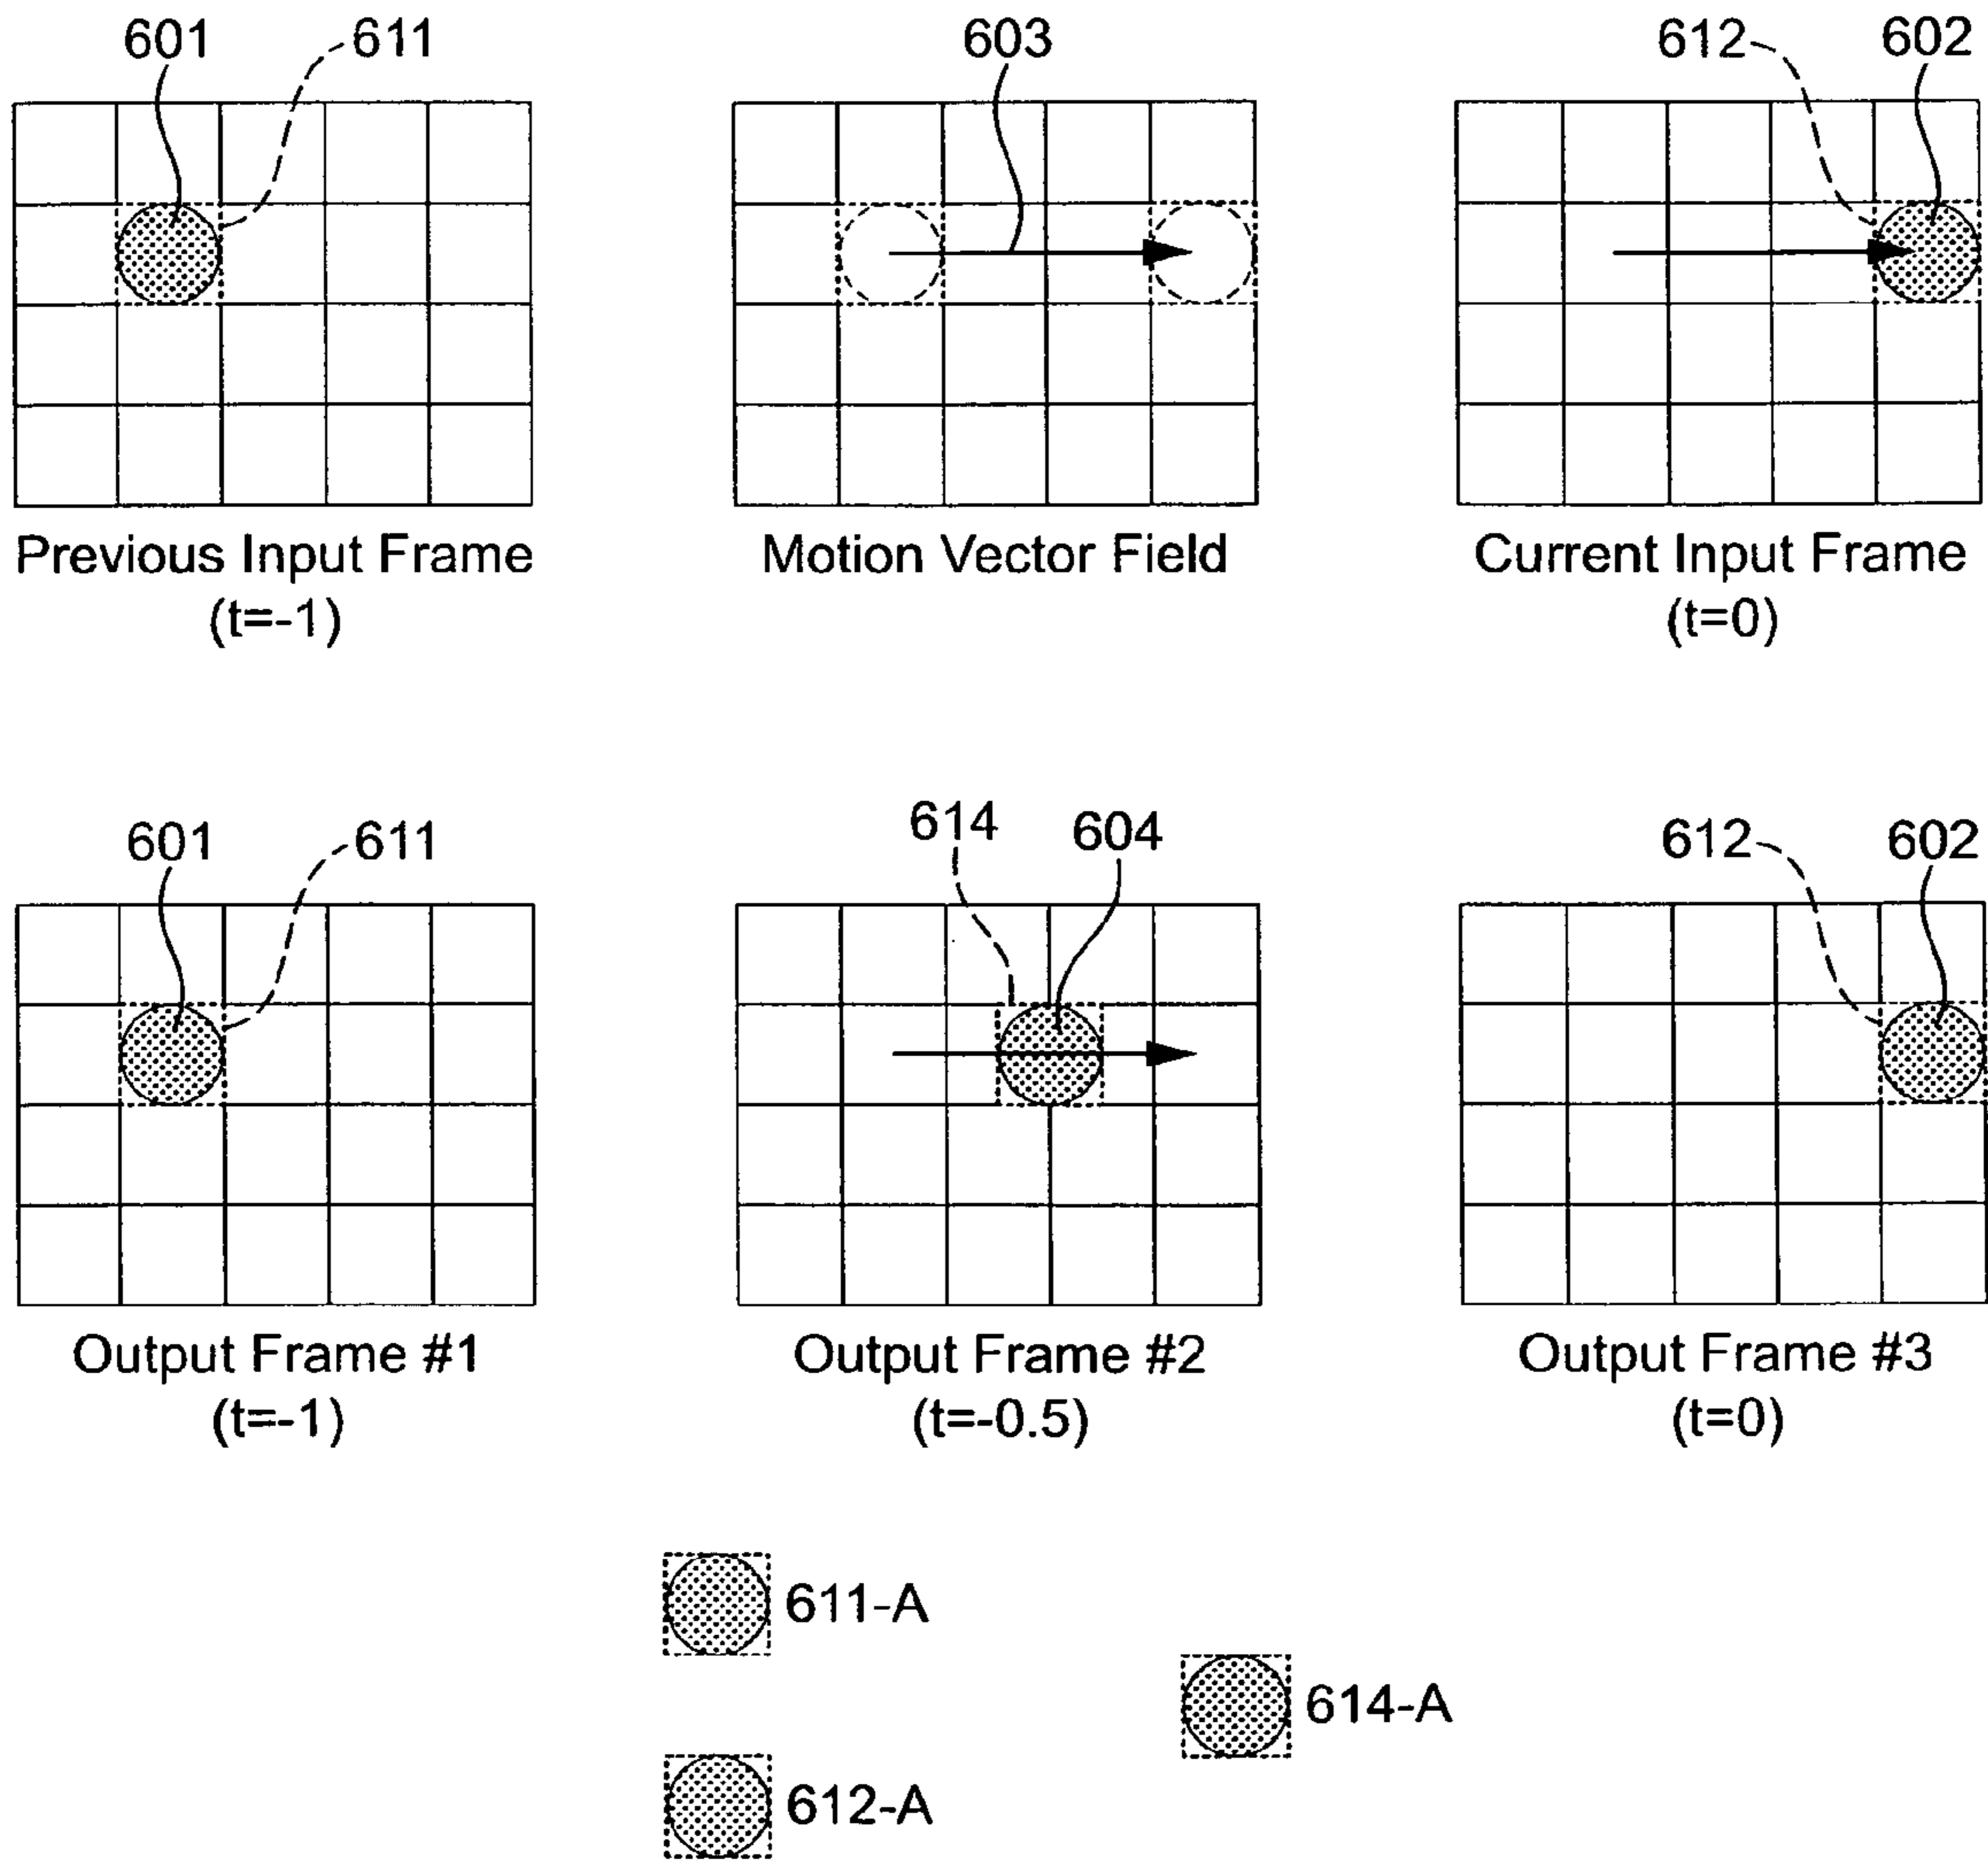 601 611 603 612 602
Previous Input Frame
(t=-1)
Motion Vector Field
Current Input Frame
(t=0)
601 611 614 604 612 602
Output Frame #1
(t=-1)
Output Frame #2
(t=-0.5)
Output Frame #3
(t=0)
611-A
614-A
612-A